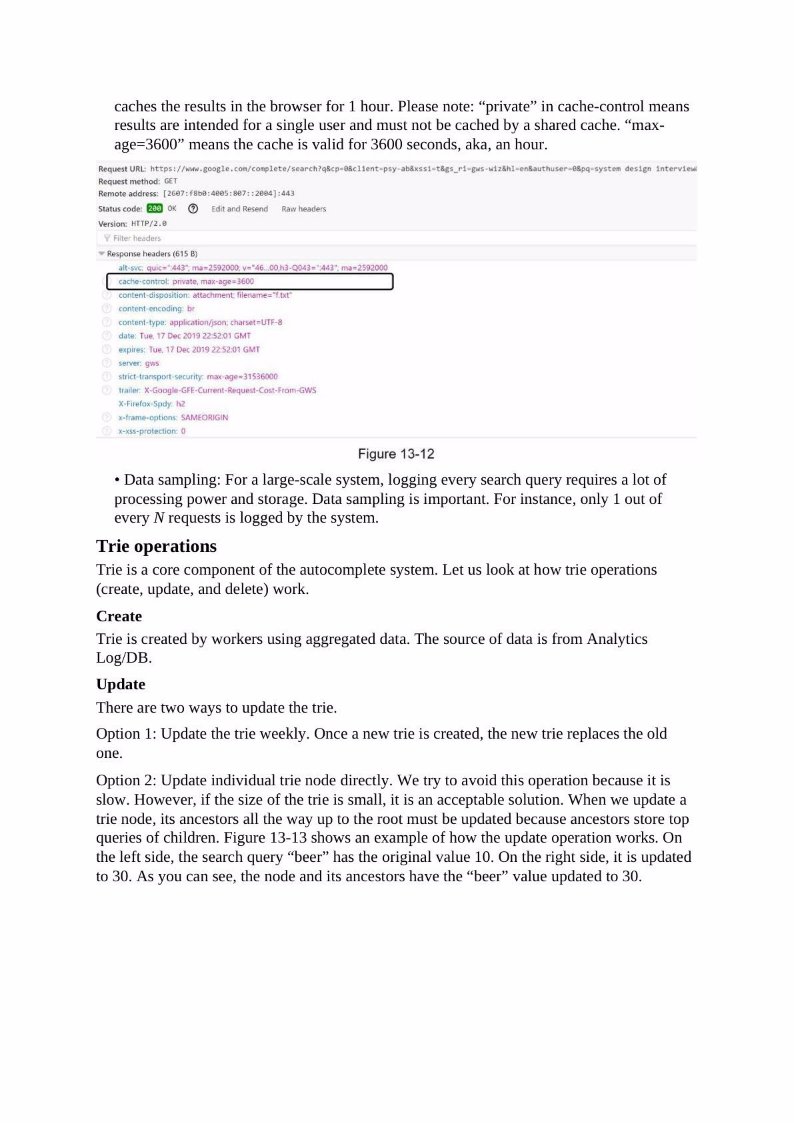 caches the results in the browser for 1 hour. Please note: “private” in cache-control means
results are intended for a single user and must not be cached by a shared cache. “max-
age=3600” means the cache is valid for 3600 seconds, aka, an hour.
Request URL: https://www.google.com/complete/search?q&cp=0&client=psy-ab&xssi=t&gs_ri=gws-wiz&hl=en&authuser=0&pq=system design interview
Request method: GET
Remote address: [2607:f8b0:4005:807::2004]:443
Status code: 200 OK Edit and Resend Raw headers
Version: HTTP/2.0
Filter headers
Response headers (615 B)
alt-svc: quic=":443"; ma=2592000; v="46...00,h3-Q043=":443"; ma=2592000
cache-control: private, max-age=3600
content-disposition: attachment; filename="f.txt"
content-encoding: br
content-type: application/json; charset=UTF-8
date: Tue, 17 Dec 2019 22:52:01 GMT
expires: Tue, 17 Dec 2019 22:52:01 GMT
server: gws
strict-transport-security: max-age=31536000
trailer: X-Google-GFE-Current-Request-Cost-From-GWS
X-Firefox-Spdy: h2
x-frame-options: SAMEORIGIN
x-xss-protection: 0
Figure 13-12
• Data sampling: For a large-scale system, logging every search query requires a lot of
processing power and storage. Data sampling is important. For instance, only 1 out of
every N requests is logged by the system.
Trie operations
Trie is a core component of the autocomplete system. Let us look at how trie operations
(create, update, and delete) work.
Create
Trie is created by workers using aggregated data. The source of data is from Analytics
Log/DB.
Update
There are two ways to update the trie.
Option 1: Update the trie weekly. Once a new trie is created, the new trie replaces the old
one.
Option 2: Update individual trie node directly. We try to avoid this operation because it is
slow. However, if the size of the trie is small, it is an acceptable solution. When we update a
trie node, its ancestors all the way up to the root must be updated because ancestors store top
queries of children. Figure 13-13 shows an example of how the update operation works. On
the left side, the search query “beer” has the original value 10. On the right side, it is updated
to 30. As you can see, the node and its ancestors have the “beer” value updated to 30.